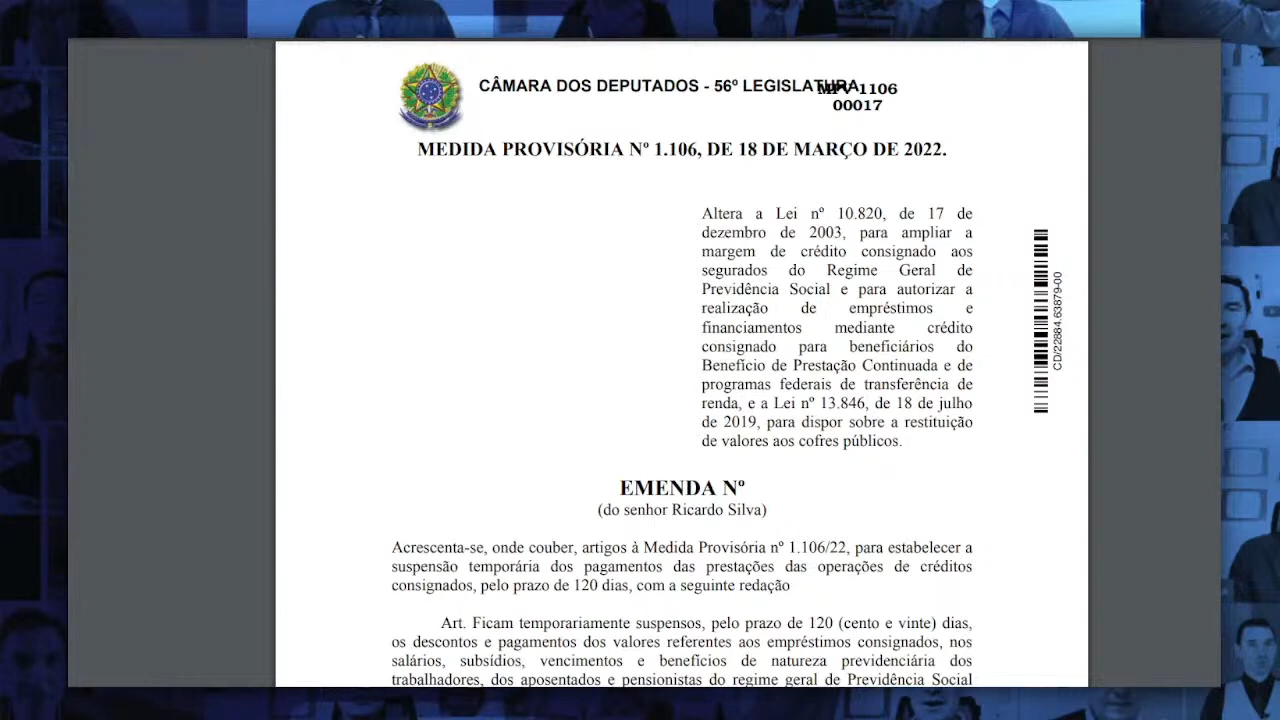 CÂMARA DOS DEPUTADOS - 56º LEGISLATURA
MPV 1106
00017
MEDIDA PROVISÓRIA Nº 1.106, DE 18 DE MARÇO DE 2022.
Altera a Lei nº 10.820, de 17 de
dezembro de 2003, para ampliar a
margem de crédito consignado aos
segurados do Regime Geral de
Previdência Social e para autorizar a
realização de empréstimos e
financiamentos mediante crédito
consignado para beneficiários do
Benefício de Prestação Continuada e de
programas federais de transferência de
renda, e a Lei nº 13.846, de 18 de julho
de 2019, para dispor sobre a restituição
de valores aos cofres públicos.
CD/22884.63879-00
EMENDA Nº
(do senhor Ricardo Silva)
Acrescenta-se, onde couber, artigos à Medida Provisória nº 1.106/22, para estabelecer a
suspensão temporária dos pagamentos das prestações das operações de créditos
consignados, pelo prazo de 120 dias, com a seguinte redação
Art. Ficam temporariamente suspensos, pelo prazo de 120 (cento e vinte) dias,
os descontos e pagamentos dos valores referentes aos empréstimos consignados, nos
salários, subsídios, vencimentos e benefícios de natureza previdenciária dos
trabalhadores, dos aposentados e pensionistas do regime geral de Previdência Social